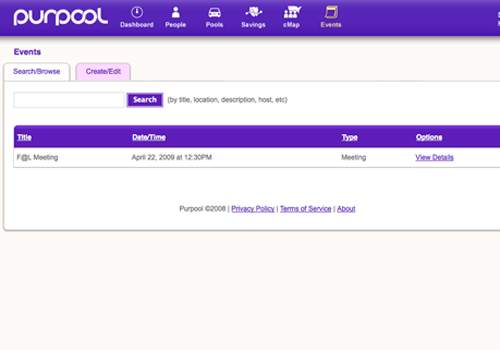 purpool
Dashboard People Pools Savings cMap Events
Events
Search/Browse Create/Edit
Search (by title, location, description, host, etc)
Title Date/Time Type Options
F@L Meeting April 22, 2009 at 12:30PM Meeting View Details
Purpool ©2008 | Privacy Policy | Terms of Service | About